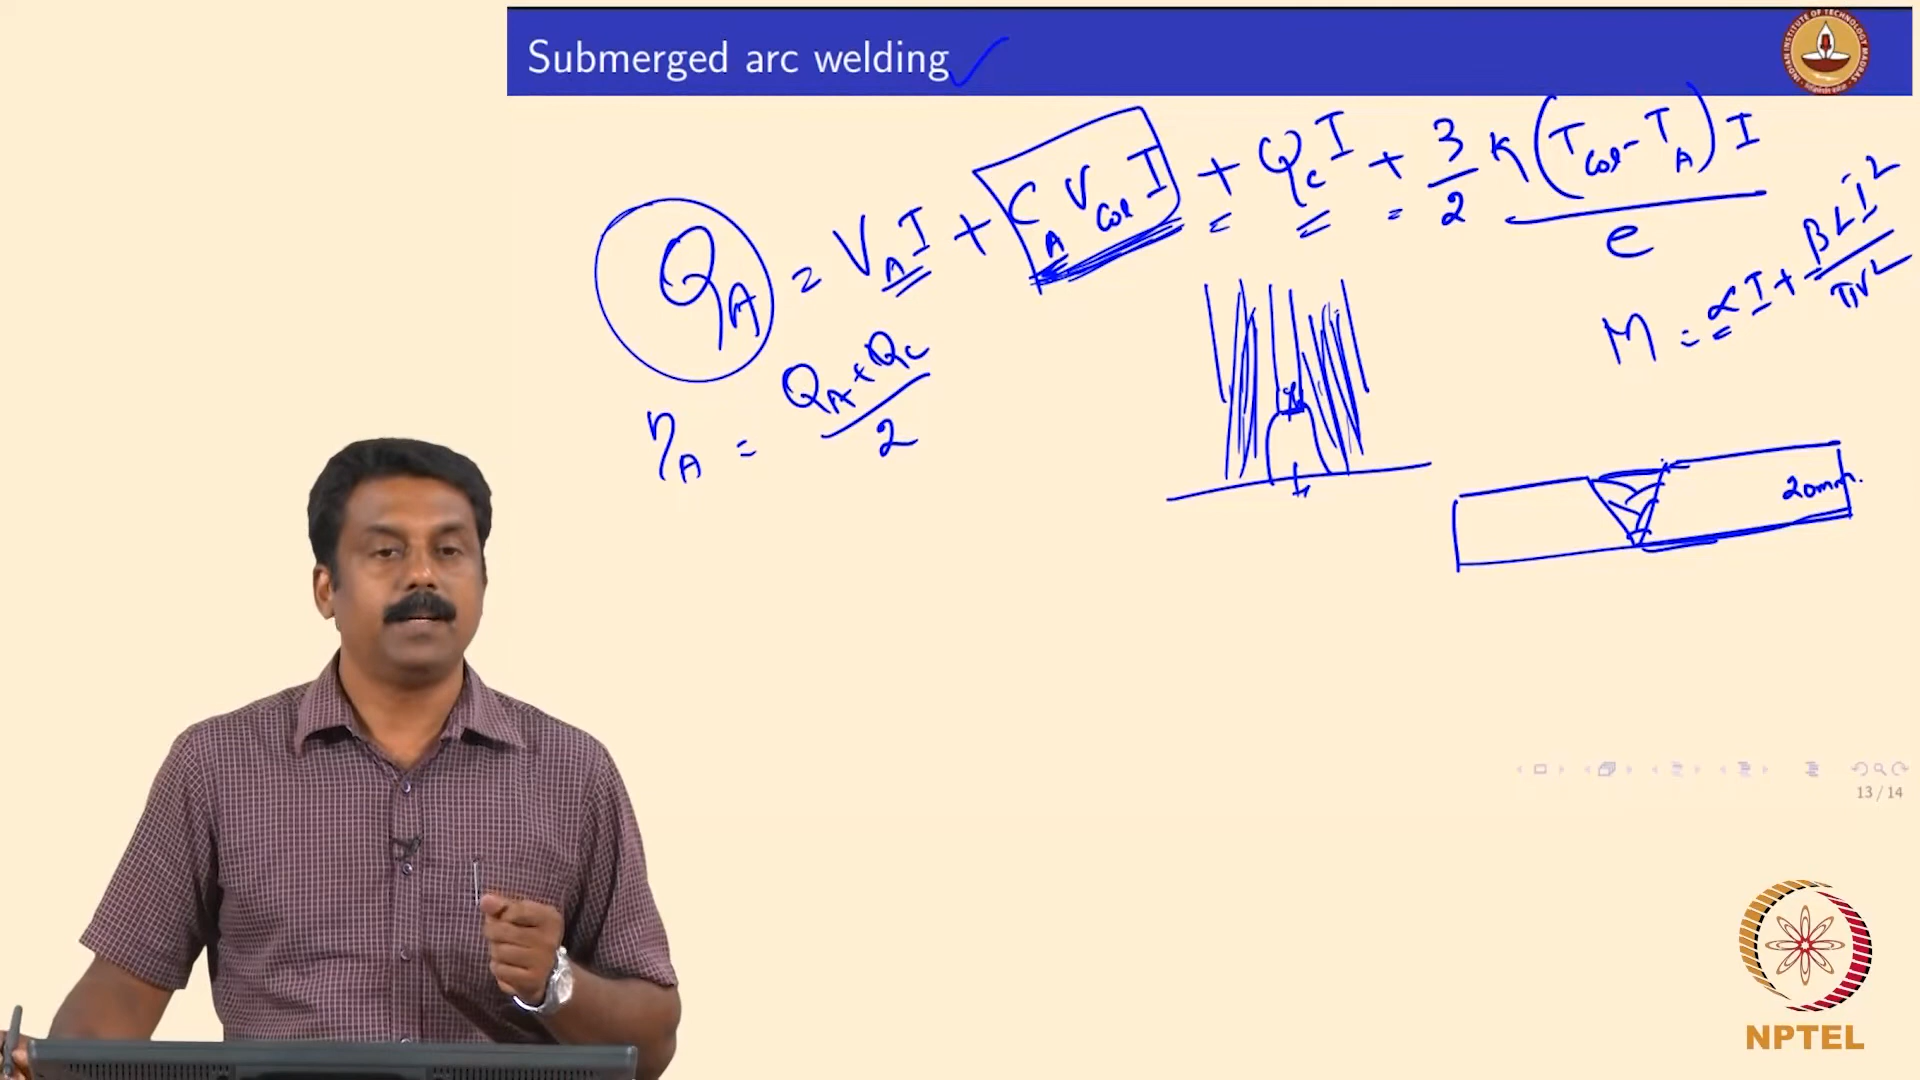 Submerged arc welding
Q_A = V_A I + C_A V_col I + Q_c I + 3/2 K (T_col - T_A) I / e
M = α I + β L I² / π r²
η_A = Q_A + Q_c / 2
20mm.
13 / 14
NPTEL